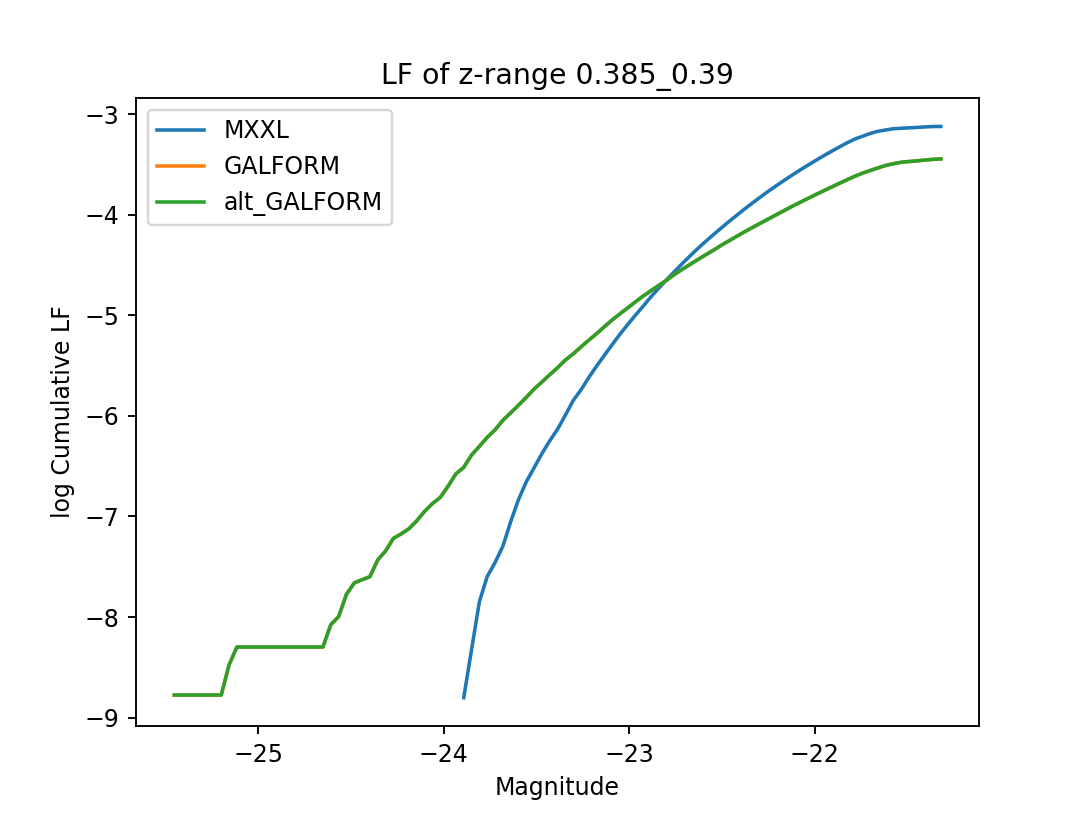 LF of z-range 0.385_0.39
MXXL
GALFORM
alt_GALFORM
−3
−4
−5
−6
−7
−8
−9
log Cumulative LF
−25
−24
−23
−22
Magnitude